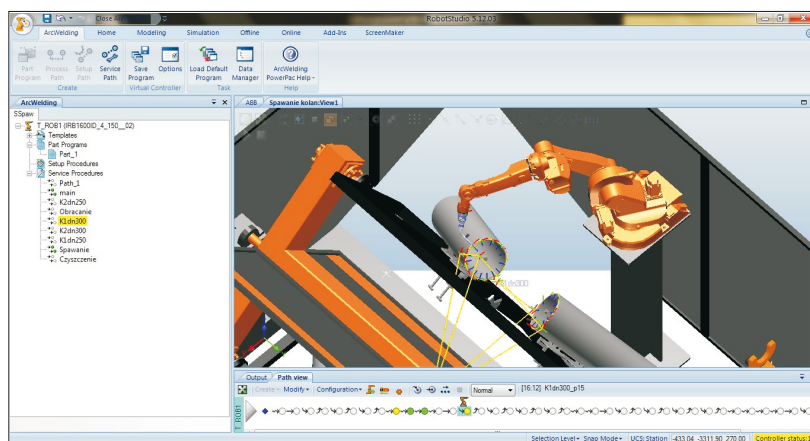 Close Al
RobotStudio 5.12.03
ArcWelding Home Modeling Simulation Offline Online Add-Ins ScreenMaker
Part Program
Process Path
Setup Path
Service Path
Save Program
Options
Load Default Program
Data Manager
ArcWelding PowerPac Help
Create
Virtual Controller
Task
Help
ArcWelding
ABB Spawanie kolan:View1
SSpaw
T_ROB1 (IRB1600ID_4_150__02)
Templates
Part Programs
Part_1
Setup Procedures
Service Procedures
Path_1
main
K2dn250
Obracanie
K1dn300
K2dn300
K1dn250
Spawanie
Czyszczenie
K1dn300
Output Path view
Create Modify Configuration Normal [16:12] K1dn300_p15
T_ROB1
Selection Level Snap Mode UCS: Station -433.04 -3311.90 270.00 Controller status: